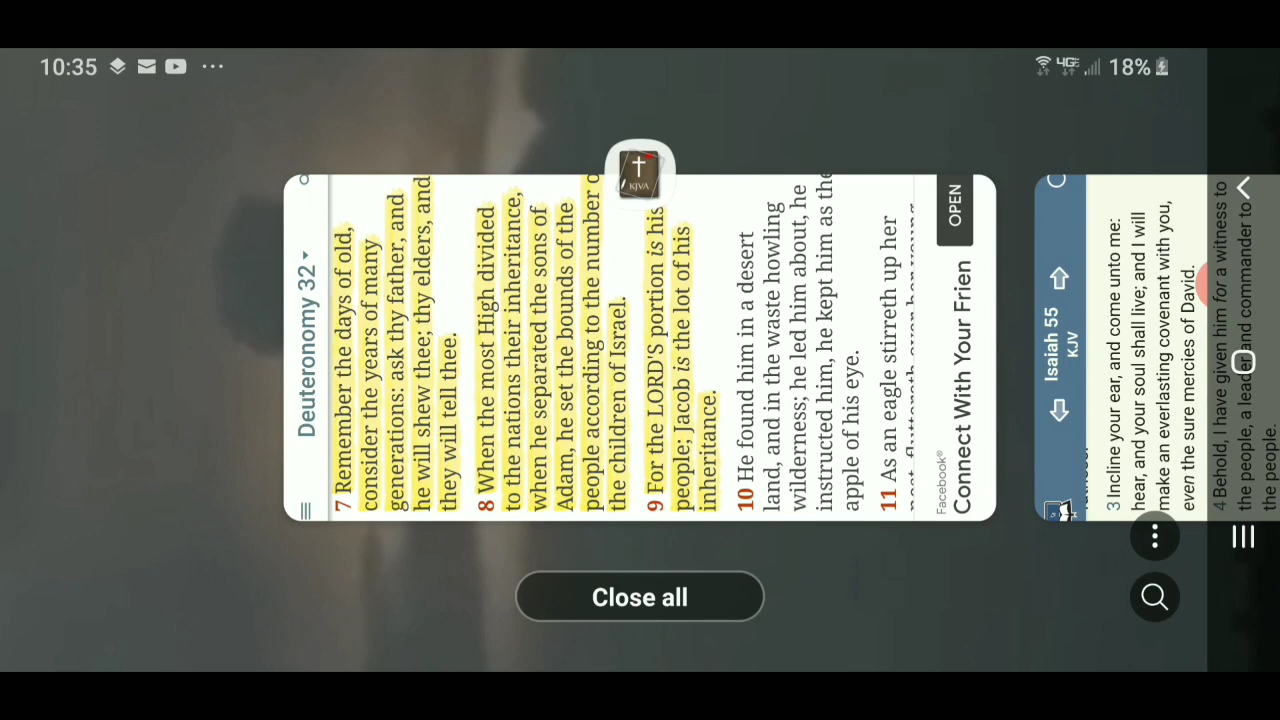 10:35
4GE
18%
KJVA
Deuteronomy 32
7 Remember the days of old,
consider the years of many
generations: ask thy father, and
he will shew thee; thy elders, and
they will tell thee.
8 When the most High divided
to the nations their inheritance,
when he separated the sons of
Adam, he set the bounds of the
people according to the number
the children of Israel.
9 For the LORD'S portion is his
people; Jacob is the lot of his
inheritance.
10 He found him in a desert
land, and in the waste howling
wilderness; he led him about, he
instructed him, he kept him as the
apple of his eye.
11 As an eagle stirreth up her
Facebook®
Connect With Your Frien
OPEN
Isaiah 55
KJV
3 Incline your ear, and come unto me:
hear, and your soul shall live; and I will
make an everlasting covenant with you,
even the sure mercies of David.
4 Behold, I have given him for a witness to
the people, a leader and commander to
the people.
Close all